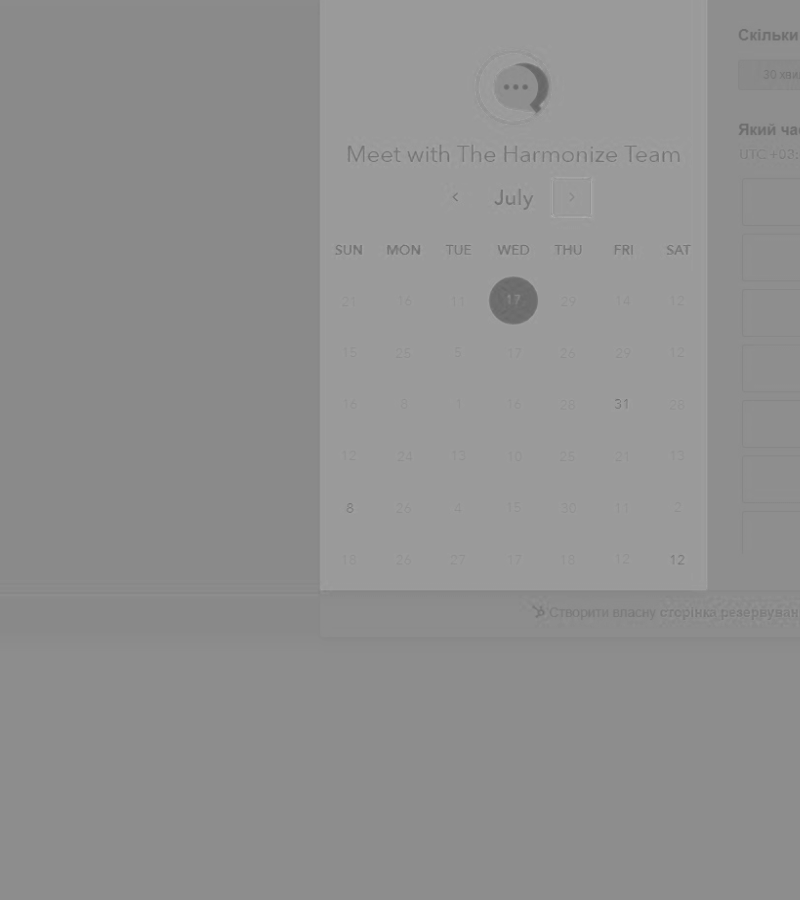 Meet with The Harmonize Team
July
SUN MON TUE WED THU FRI SAT
21 16 11 17 29 14 12
15 25 5 17 26 29 12
16 8 1 16 28 31 28
12 24 13 10 25 21 13
8 26 4 15 30 11 2
18 26 27 17 18 12 12
Скільки
30 хви
Який ча
UTC +03:
Створити власну сторінка резервуван